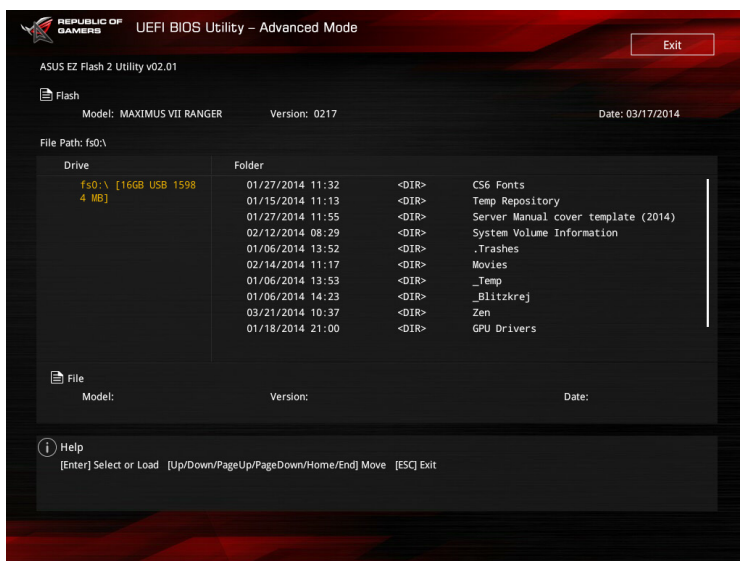 REPUBLIC OF
GAMERS
UEFI BIOS Utility – Advanced Mode
Exit
ASUS EZ Flash 2 Utility v02.01
Flash
Model: MAXIMUS VII RANGER Version: 0217 Date: 03/17/2014
File Path: fs0:\
Drive Folder
fs0:\ [16GB USB 1598
4 MB]
01/27/2014 11:32 <DIR> CS6 Fonts
01/15/2014 11:13 <DIR> Temp Repository
01/27/2014 11:55 <DIR> Server Manual cover template (2014)
02/12/2014 08:29 <DIR> System Volume Information
01/06/2014 13:52 <DIR> .Trashes
02/14/2014 11:17 <DIR> Movies
01/06/2014 13:53 <DIR> _Temp
01/06/2014 14:23 <DIR> _Blitzkrej
03/21/2014 10:37 <DIR> Zen
01/18/2014 21:00 <DIR> GPU Drivers
File
Model: Version: Date:
Help
[Enter] Select or Load [Up/Down/PageUp/PageDown/Home/End] Move [ESC] Exit